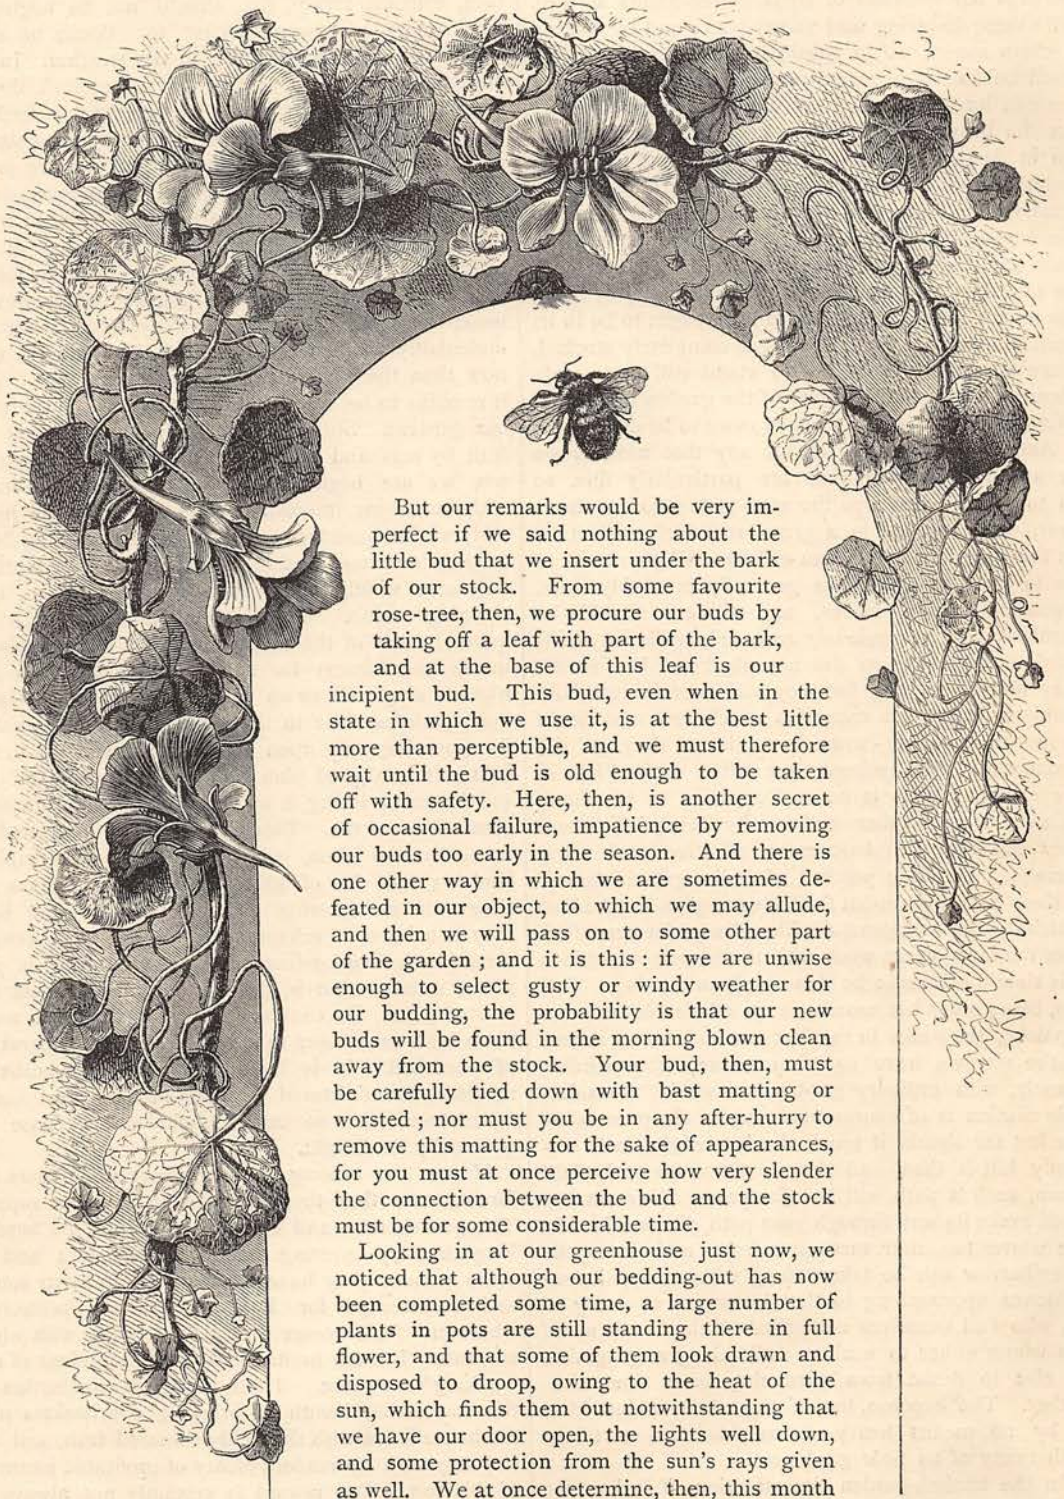 But our remarks would be very im-
perfect if we said nothing about the
little bud that we insert under the bark
of our stock. From some favourite
rose-tree, then, we procure our buds by
taking off a leaf with part of the bark,
and at the base of this leaf is our
incipient bud. This bud, even when in the
state in which we use it, is at the best little
more than perceptible, and we must therefore
wait until the bud is old enough to be taken
off with safety. Here, then, is another secret
of occasional failure, impatience by removing
our buds too early in the season. And there is
one other way in which we are sometimes de-
feated in our object, to which we may allude,
and then we will pass on to some other part
of the garden ; and it is this : if we are unwise
enough to select gusty or windy weather for
our budding, the probability is that our new
buds will be found in the morning blown clean
away from the stock. Your bud, then, must
be carefully tied down with bast matting or
worsted ; nor must you be in any after-hurry to
remove this matting for the sake of appearances,
for you must at once perceive how very slender
the connection between the bud and the stock
must be for some considerable time.
Looking in at our greenhouse just now, we
noticed that although our bedding-out has now
been completed some time, a large number of
plants in pots are still standing there in full
flower, and that some of them look drawn and
disposed to droop, owing to the heat of the
sun, which finds them out notwithstanding that
we have our door open, the lights well down,
and some protection from the sun's rays given
as well. We at once determine, then, this month